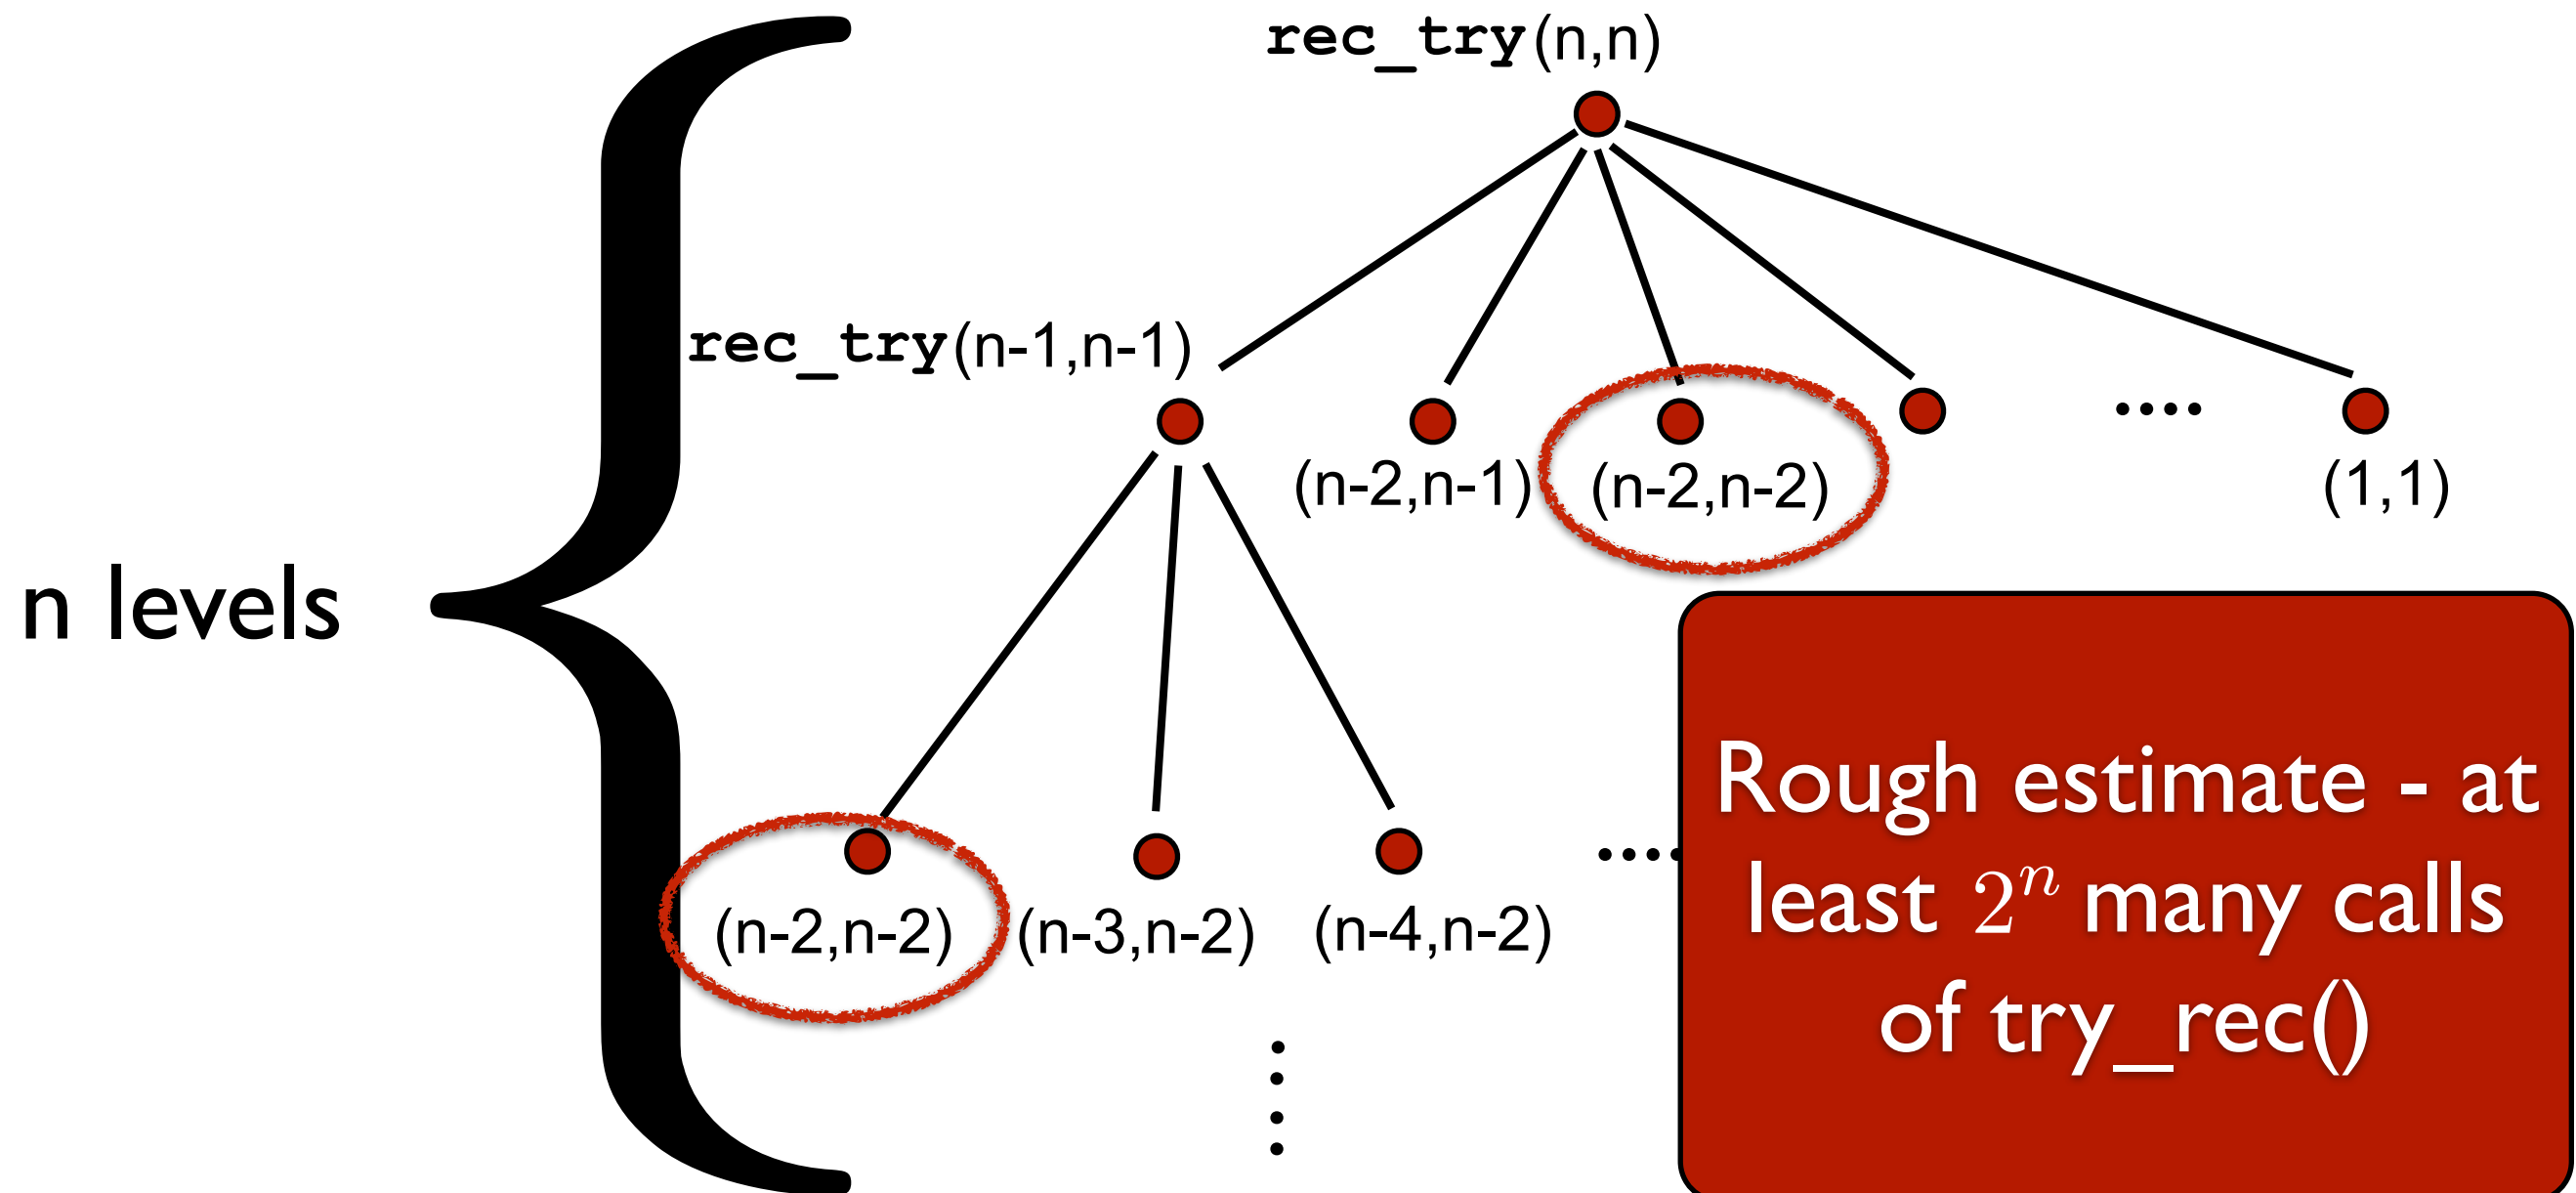 rec_try(n,n)
rec_try(n-1,n-1)
(n-2,n-1)
(n-2,n-2)
....
(1,1)
n levels
(n-2,n-2)
(n-3,n-2)
(n-4,n-2)
....
Rough estimate - at
least 2^n many calls
of try_rec()